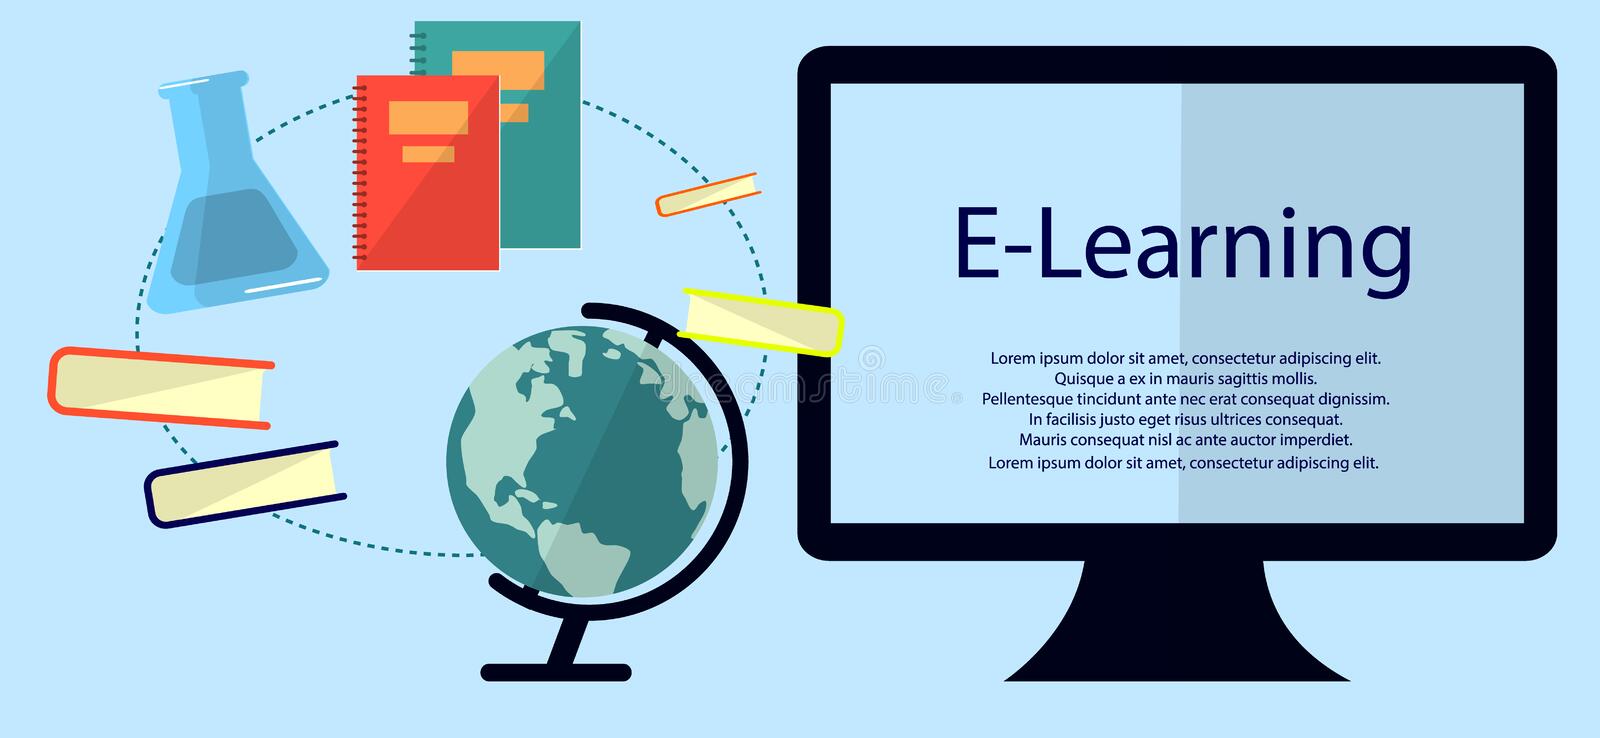 E-Learning
Lorem ipsum dolor sit amet, consectetur adipiscing elit.
Quisque a ex in mauris sagittis mollis.
Pellentesque tincidunt ante nec erat consequat dignissim.
In facilisis justo eget risus ultrices consequat.
Mauris consequat nisl ac ante auctor imperdiet.
Lorem ipsum dolor sit amet, consectetur adipiscing elit.
dreamstime.com